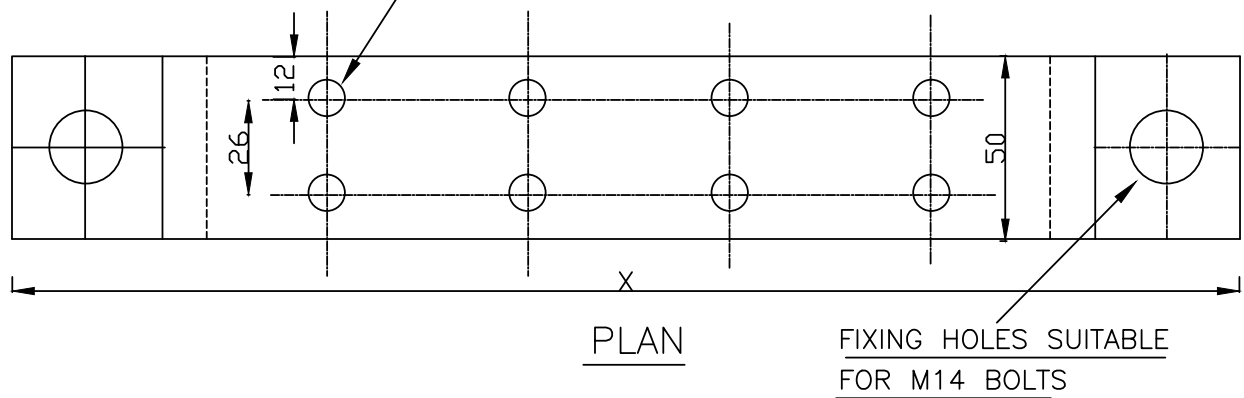 12
26
50
X
PLAN
FIXING HOLES SUITABLE
FOR M14 BOLTS